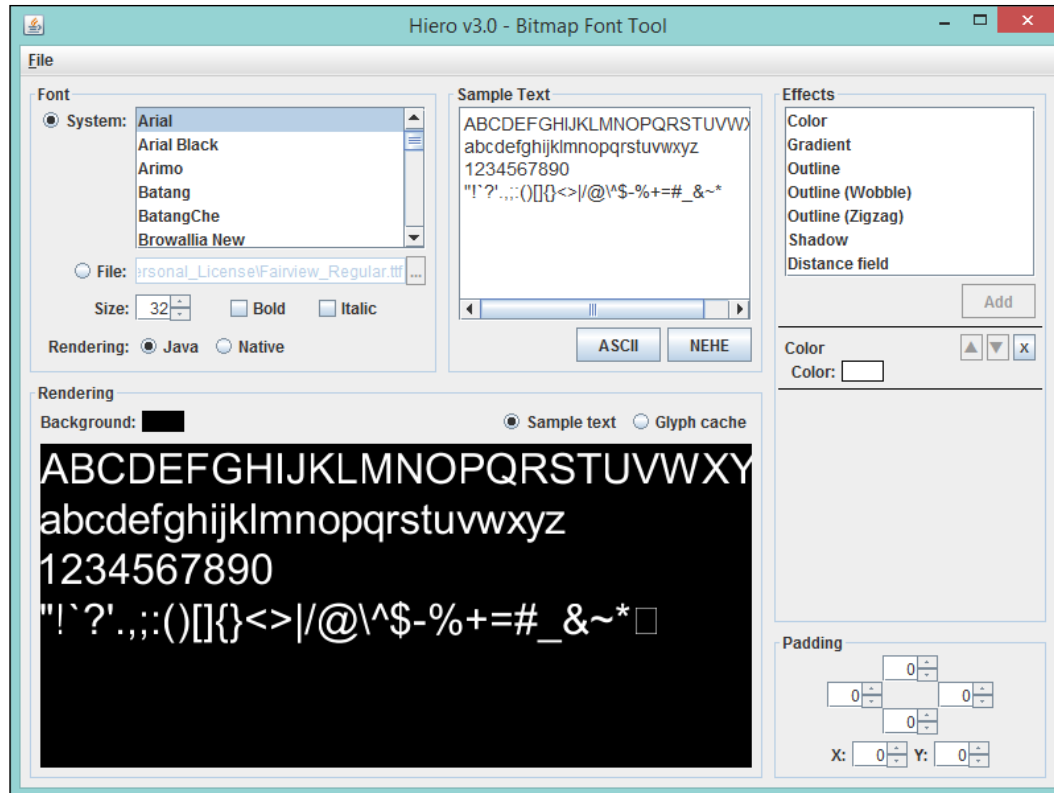 Hiero v3.0 - Bitmap Font Tool
File
Font
System:
Arial
Arial Black
Arimo
Batang
BatangChe
Browallia New
File: ersonal_License\Fairview_Regular.ttf ...
Size: 32 Bold Italic
Rendering: Java Native
Sample Text
ABCDEFGHIJKLMNOPQRSTUVWX
abcdefghijklmnopqrstuvwxyz
1234567890
"!`?'.,;:()[]{}<>|/@\^$-%+=#_&~*
ASCII NEHE
Effects
Color
Gradient
Outline
Outline (Wobble)
Outline (Zigzag)
Shadow
Distance field
Add
Color x
Color:
Rendering
Background: Sample text Glyph cache
ABCDEFGHIJKLMNOPQRSTUVWXY
abcdefghijklmnopqrstuvwxyz
1234567890
"!`?'.,;:()[]{}<>|/@\^$-%+=#_&~*□
Padding
0
0 0
0
X: 0 Y: 0